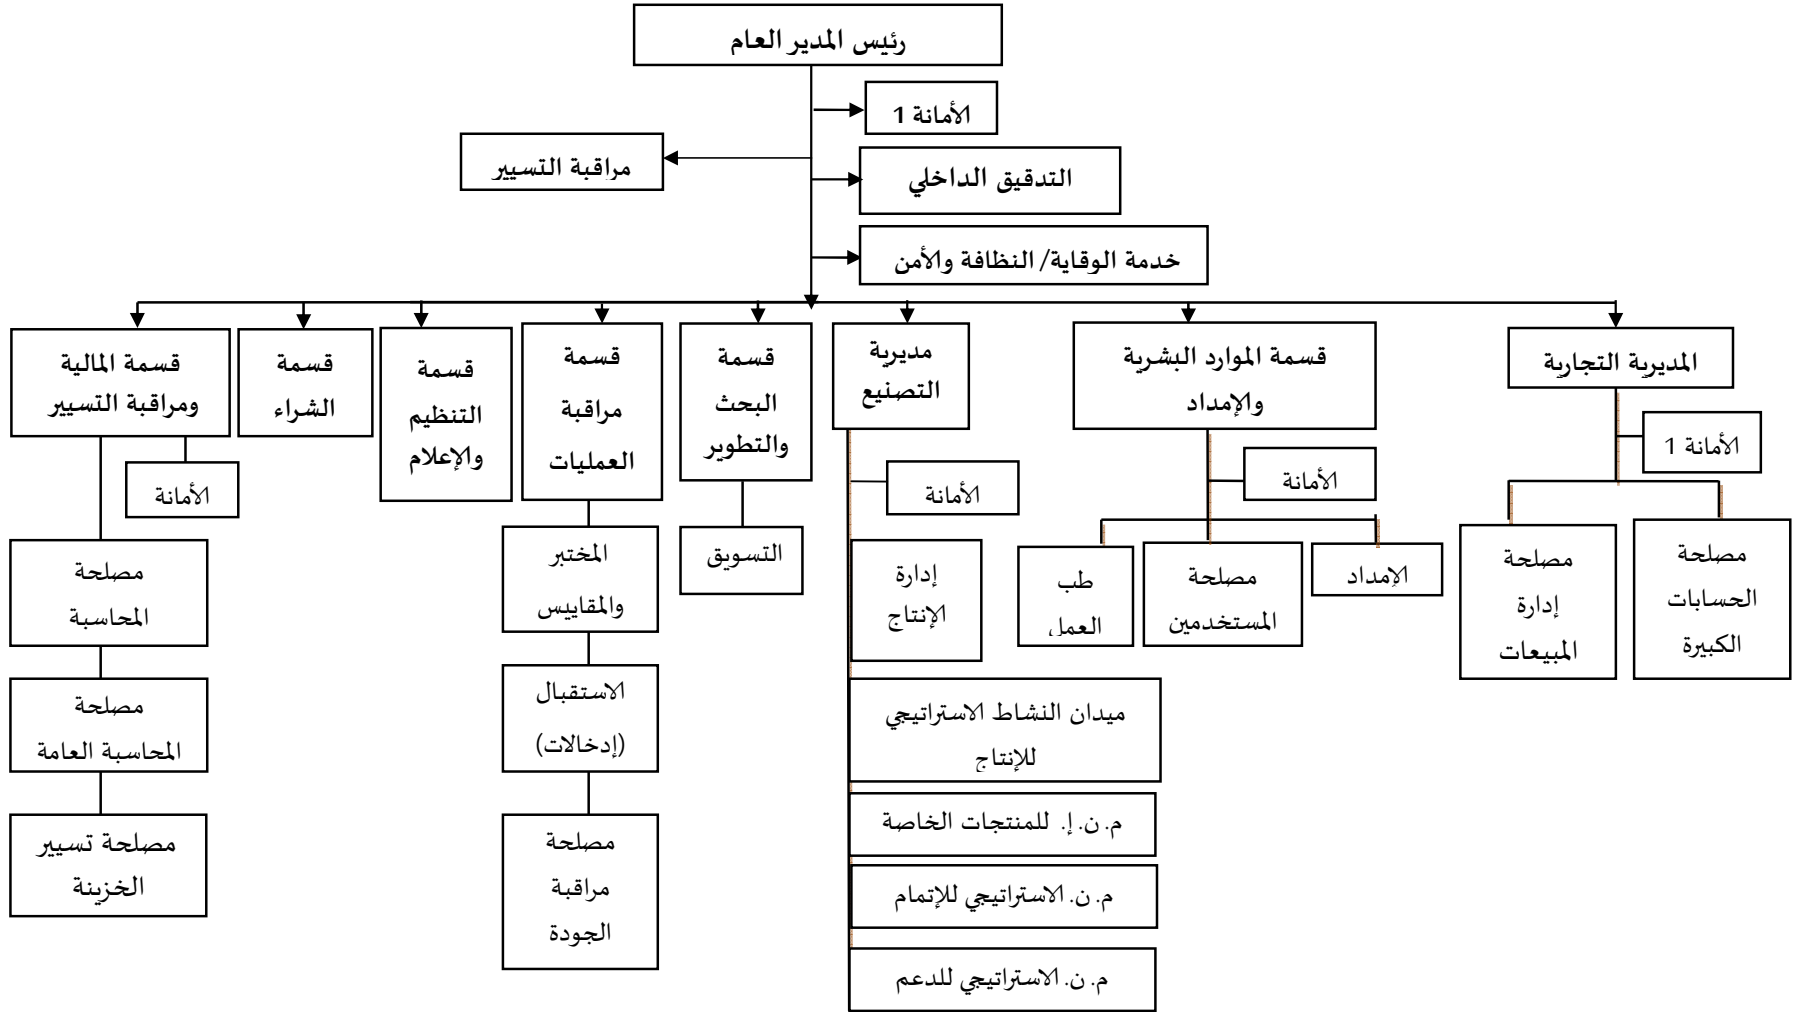 رئيس المدير العام
الأمانة 1
مراقبة التسيير
التدقيق الداخلي
خدمة الوقاية/ النظافة والأمن
المديرية التجارية
قسمة الموارد البشرية
والإمداد
مديرية
التصنيع
قسمة
البحث
والتطوير
قسمة
مراقبة
العمليات
قسمة
التنظيم
والإعلام
قسمة
الشراء
قسمة المالية
ومراقبة التسيير
الأمانة 1
الأمانة
الأمانة
الأمانة
مصلحة
الحسابات
الكبيرة
مصلحة
إدارة
المبيعات
الإمداد
مصلحة
المستخدمين
طب
العمل
إدارة
الإنتاج
التسويق
المختبر
والمقاييس
مصلحة
المحاسبة
ميدان النشاط الاستراتيجي
للإنتاج
الاستقبال
(إدخالات)
مصلحة
المحاسبة العامة
م. ن. إ. للمنتجات الخاصة
م. ن. الاستراتيجي للإتمام
م. ن. الاستراتيجي للدعم
مصلحة
مراقبة
الجودة
مصلحة تسيير
الخزينة